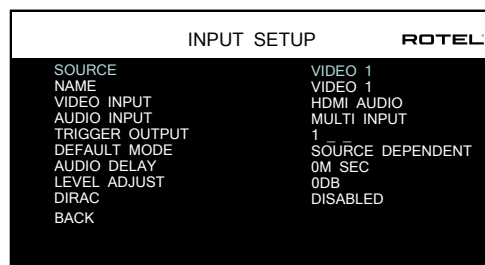 INPUT SETUP ROTEL
SOURCE VIDEO 1
NAME VIDEO 1
VIDEO INPUT HDMI AUDIO
AUDIO INPUT MULTI INPUT
TRIGGER OUTPUT 1 _ _
DEFAULT MODE SOURCE DEPENDENT
AUDIO DELAY 0M SEC
LEVEL ADJUST 0DB
DIRAC DISABLED
BACK